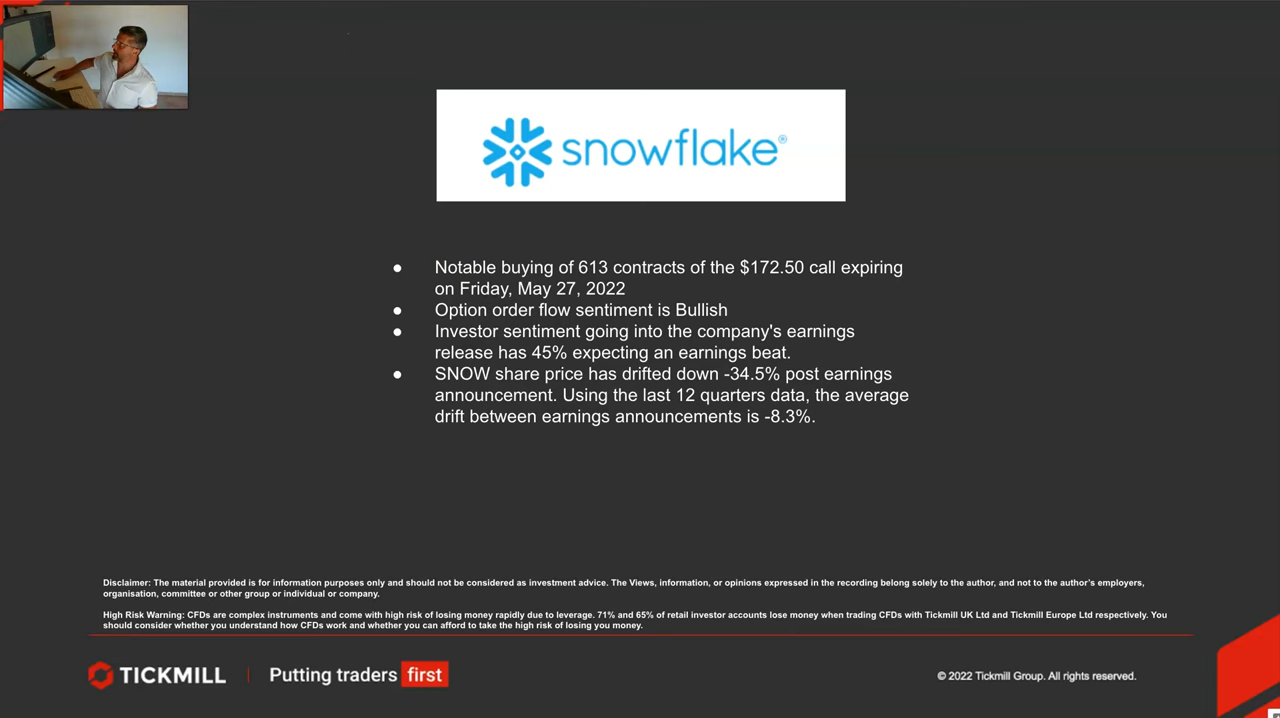 snowflake®
● Notable buying of 613 contracts of the $172.50 call expiring
on Friday, May 27, 2022
● Option order flow sentiment is Bullish
● Investor sentiment going into the company's earnings
release has 45% expecting an earnings beat.
● SNOW share price has drifted down -34.5% post earnings
announcement. Using the last 12 quarters data, the average
drift between earnings announcements is -8.3%.
Disclaimer: The material provided is for information purposes only and should not be considered as investment advice. The Views, information, or opinions expressed in the recording belong solely to the author, and not to the author's employers,
organisation, committee or other group or individual or company.
High Risk Warning: CFDs are complex instruments and come with high risk of losing money rapidly due to leverage. 71% and 65% of retail investor accounts lose money when trading CFDs with Tickmill UK Ltd and Tickmill Europe Ltd respectively. You
should consider whether you understand how CFDs work and whether you can afford to take the high risk of losing you money.
TICKMILL | Putting traders first
© 2022 Tickmill Group. All rights reserved.